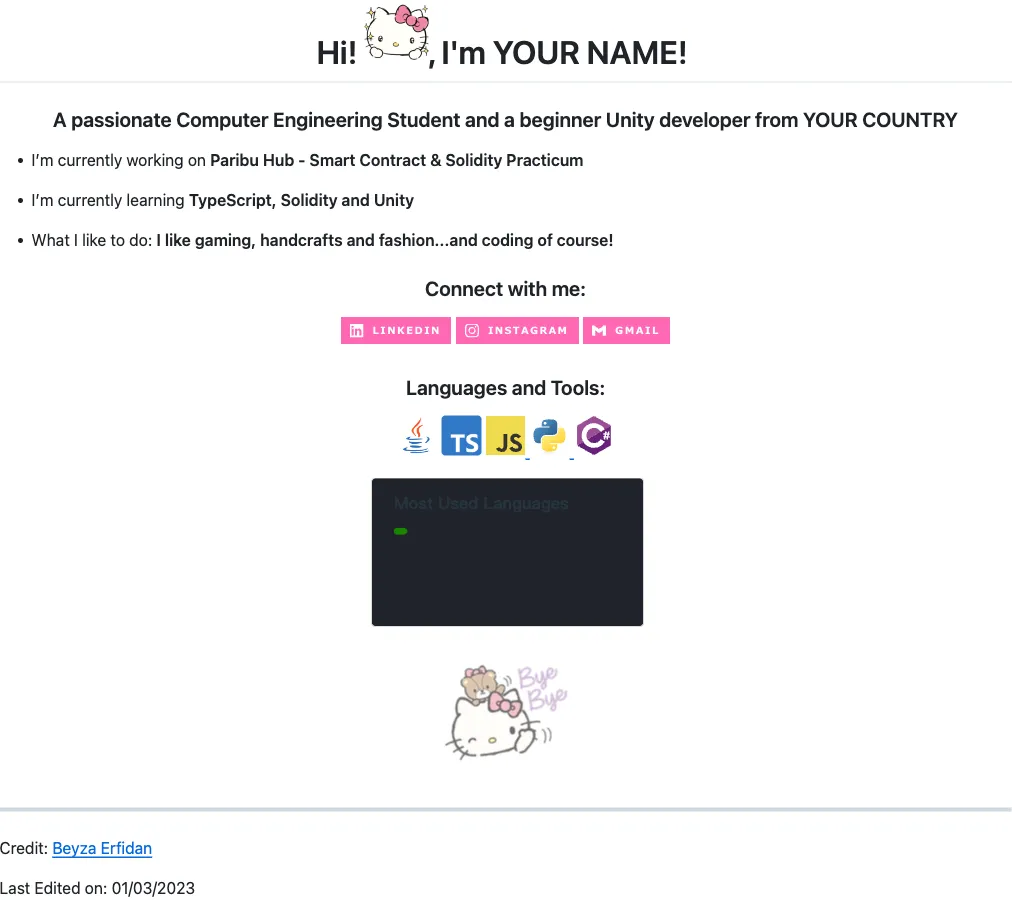 Hi! , I'm YOUR NAME!
A passionate Computer Engineering Student and a beginner Unity developer from YOUR COUNTRY
• I’m currently working on Paribu Hub - Smart Contract & Solidity Practicum
• I’m currently learning TypeScript, Solidity and Unity
• What I like to do: I like gaming, handcrafts and fashion...and coding of course!
Connect with me:
in LINKEDIN INSTAGRAM M GMAIL
Languages and Tools:
TS JS C#
Most Used Languages
Bye
Bye
Credit: Beyza Erfidan
Last Edited on: 01/03/2023